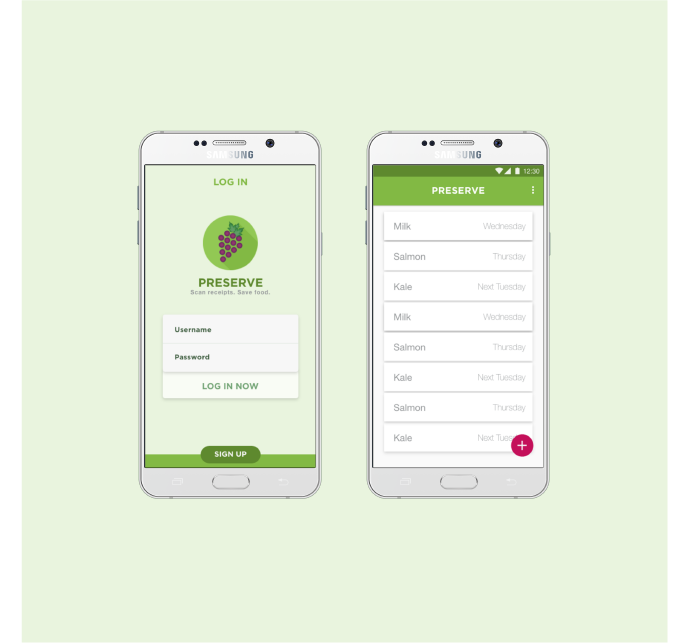 SAMSUNG
LOG IN
PRESERVE
Scan receipts. Save food.
Username
Password
LOG IN NOW
SIGN UP
SAMSUNG
12:30
PRESERVE
Milk Wednesday
Salmon Thursday
Kale Next Tuesday
Milk Wednesday
Salmon Thursday
Kale Next Tuesday
Salmon Thursday
Kale Next Tues